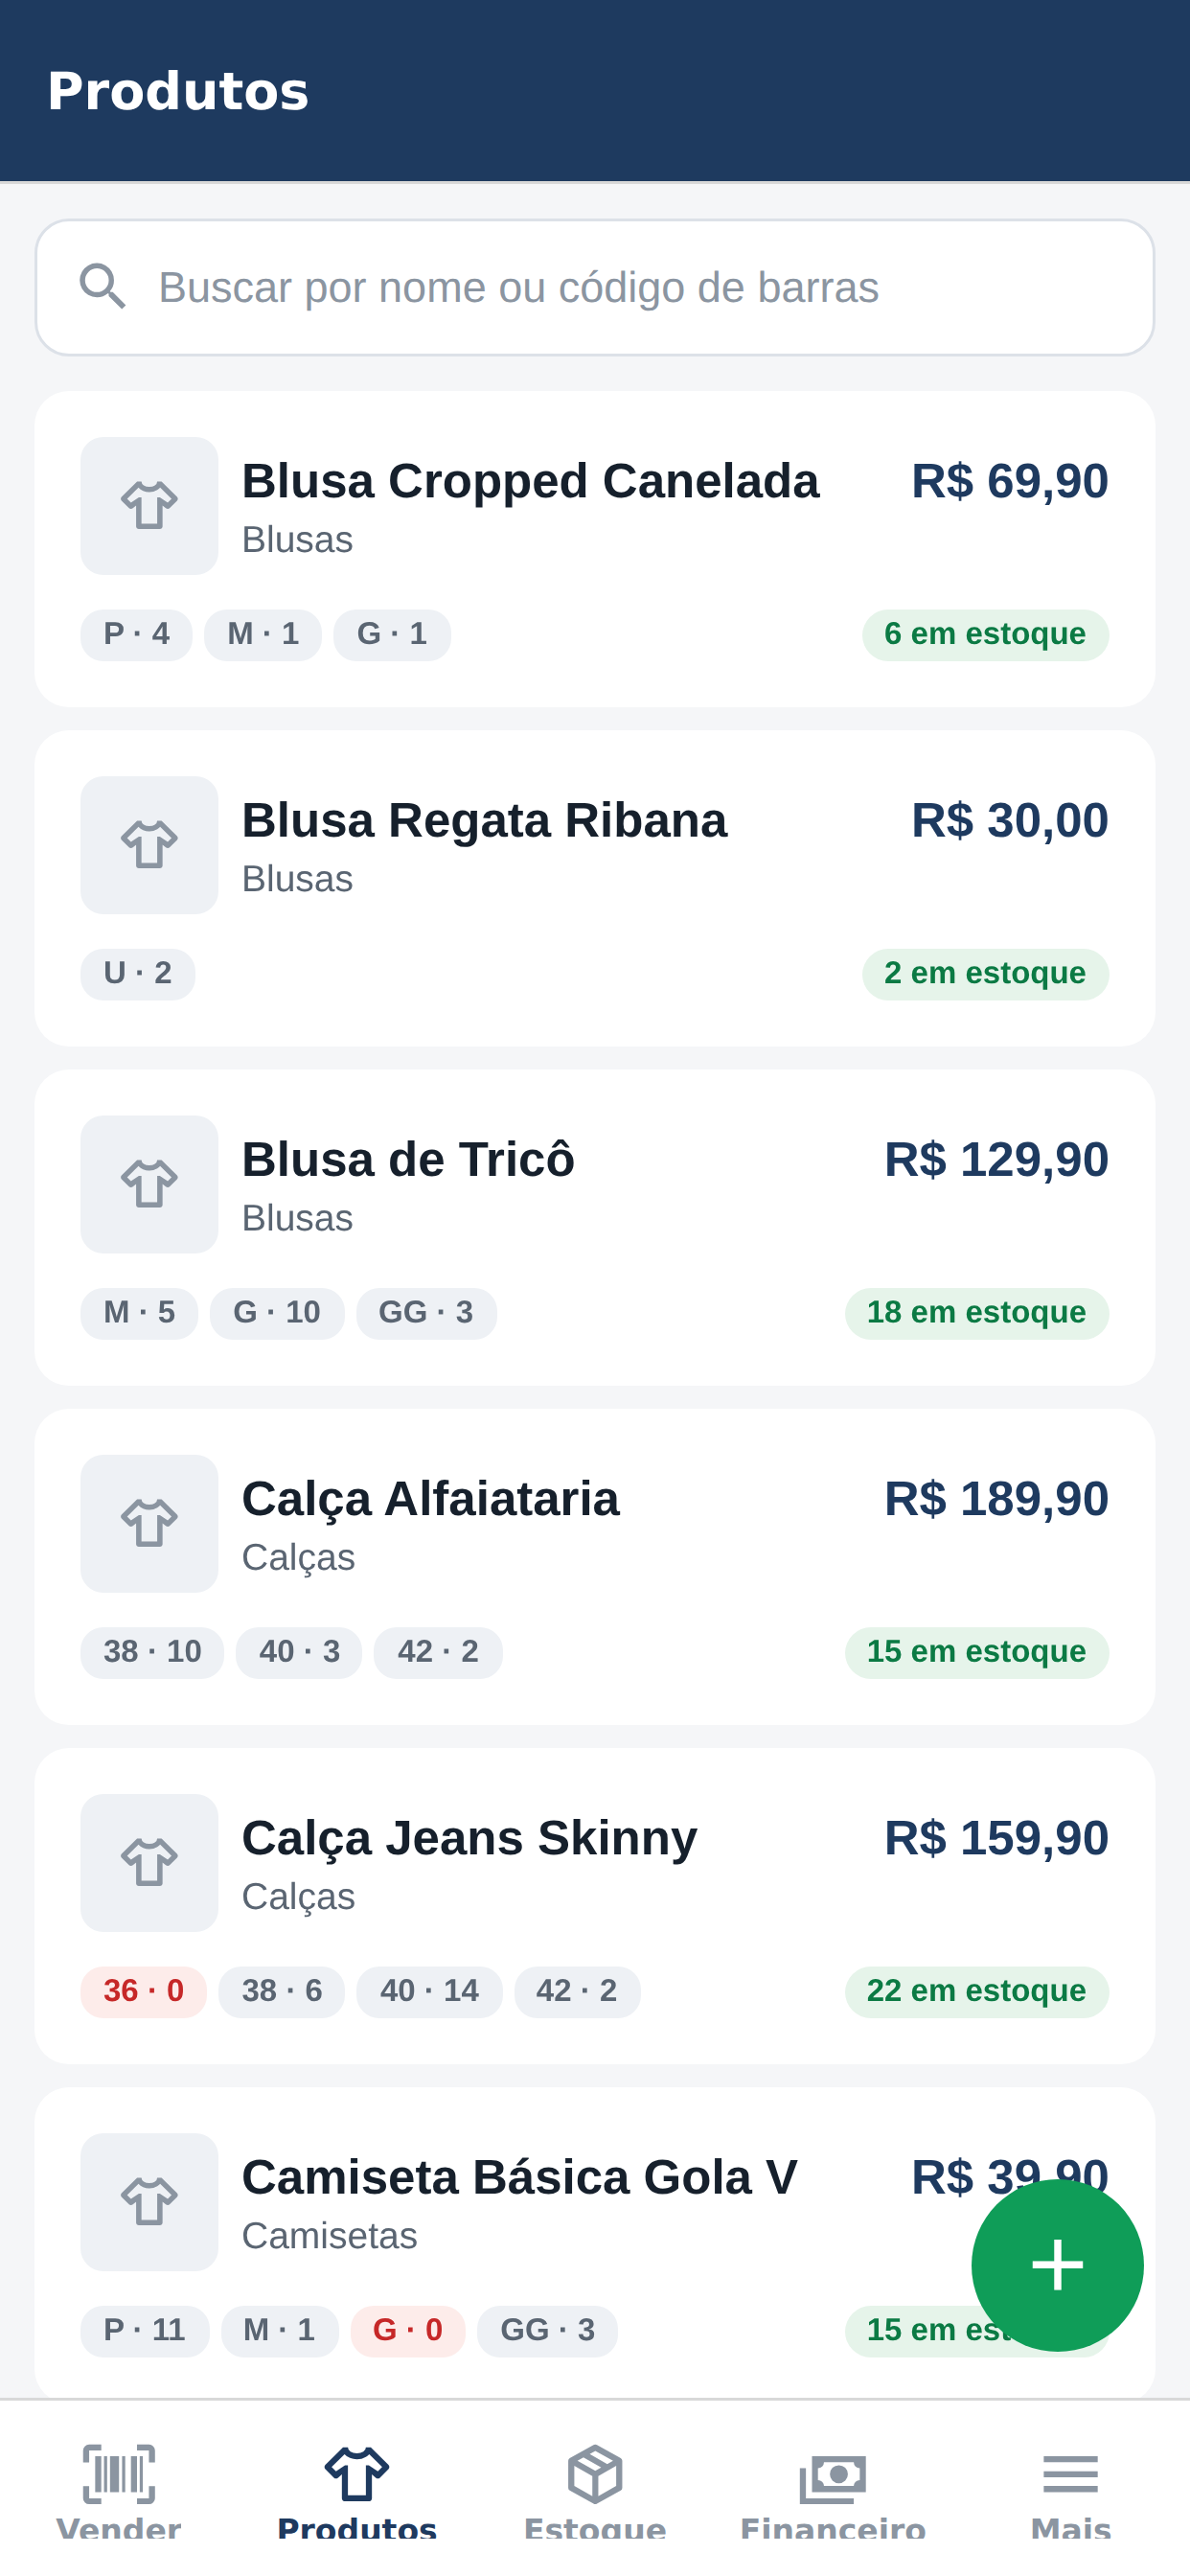 Produtos
Buscar por nome ou código de barras
Blusa Cropped Canelada R$ 69,90
Blusas
P · 4 M · 1 G · 1 6 em estoque
Blusa Regata Ribana R$ 30,00
Blusas
U · 2 2 em estoque
Blusa de Tricô R$ 129,90
Blusas
M · 5 G · 10 GG · 3 18 em estoque
Calça Alfaiataria R$ 189,90
Calças
38 · 10 40 · 3 42 · 2 15 em estoque
Calça Jeans Skinny R$ 159,90
Calças
36 · 0 38 · 6 40 · 14 42 · 2 22 em estoque
Camiseta Básica Gola V R$ 39,90
Camisetas
P · 11 M · 1 G · 0 GG · 3 15 em
Vender Produtos Estoque Financeiro Mais